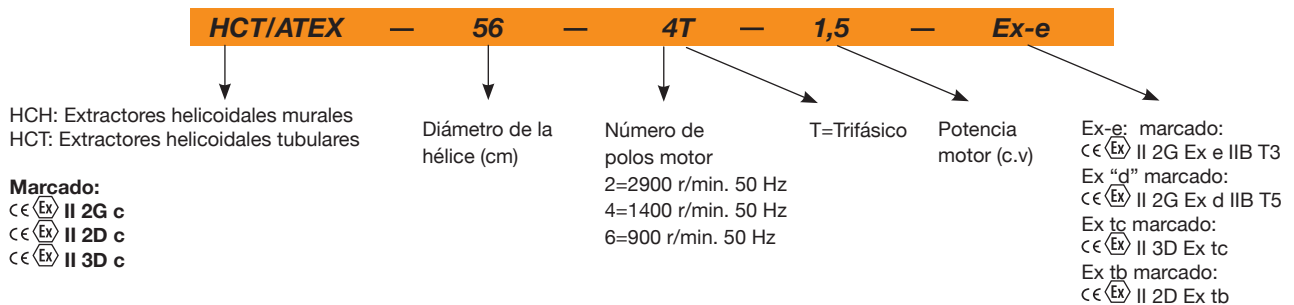 HCT/ATEX — 56 — 4T — 1,5 — Ex-e
HCH: Extractores helicoidales murales
HCT: Extractores helicoidales tubulares
Marcado:
CE Ex II 2G c
CE Ex II 2D c
CE Ex II 3D c
Diámetro de la
hélice (cm)
Número de
polos motor
2=2900 r/min. 50 Hz
4=1400 r/min. 50 Hz
6=900 r/min. 50 Hz
T=Trifásico
Potencia
motor (c.v)
Ex-e: marcado:
CE Ex II 2G Ex e IIB T3
Ex “d” marcado:
CE Ex II 2G Ex d IIB T5
Ex tc marcado:
CE Ex II 3D Ex tc
Ex tb marcado:
CE Ex II 2D Ex tb